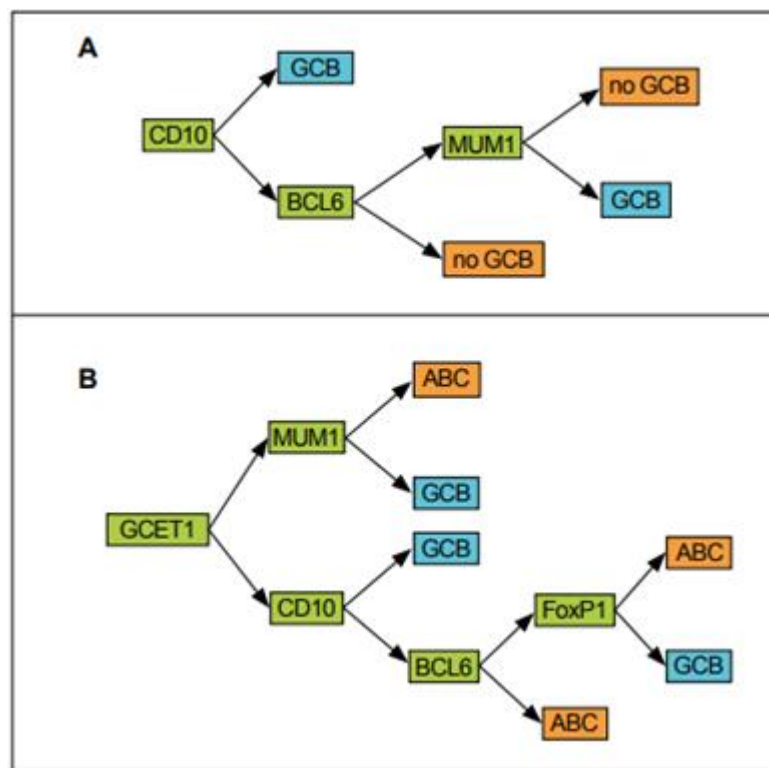 A
GCB
no GCB
CD10
MUM1
BCL6
GCB
no GCB
B
ABC
MUM1
GCB
GCET1
GCB
ABC
CD10
FoxP1
BCL6
GCB
ABC